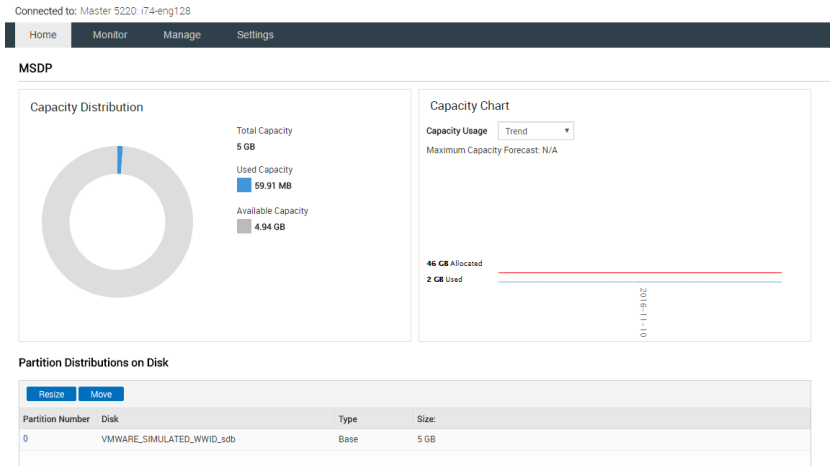 Connected to: Master 5220: i74-eng128
Home Monitor Manage Settings
MSDP
Capacity Distribution
Total Capacity
5 GB
Used Capacity
59.91 MB
Available Capacity
4.94 GB
Capacity Chart
Capacity Usage Trend
Maximum Capacity Forecast: N/A
46 GB Allocated
2 GB Used
2016-11-10
Partition Distributions on Disk
Resize Move
Partition Number Disk Type Size:
0 VMWARE_SIMULATED_WWID_sdb Base 5 GB